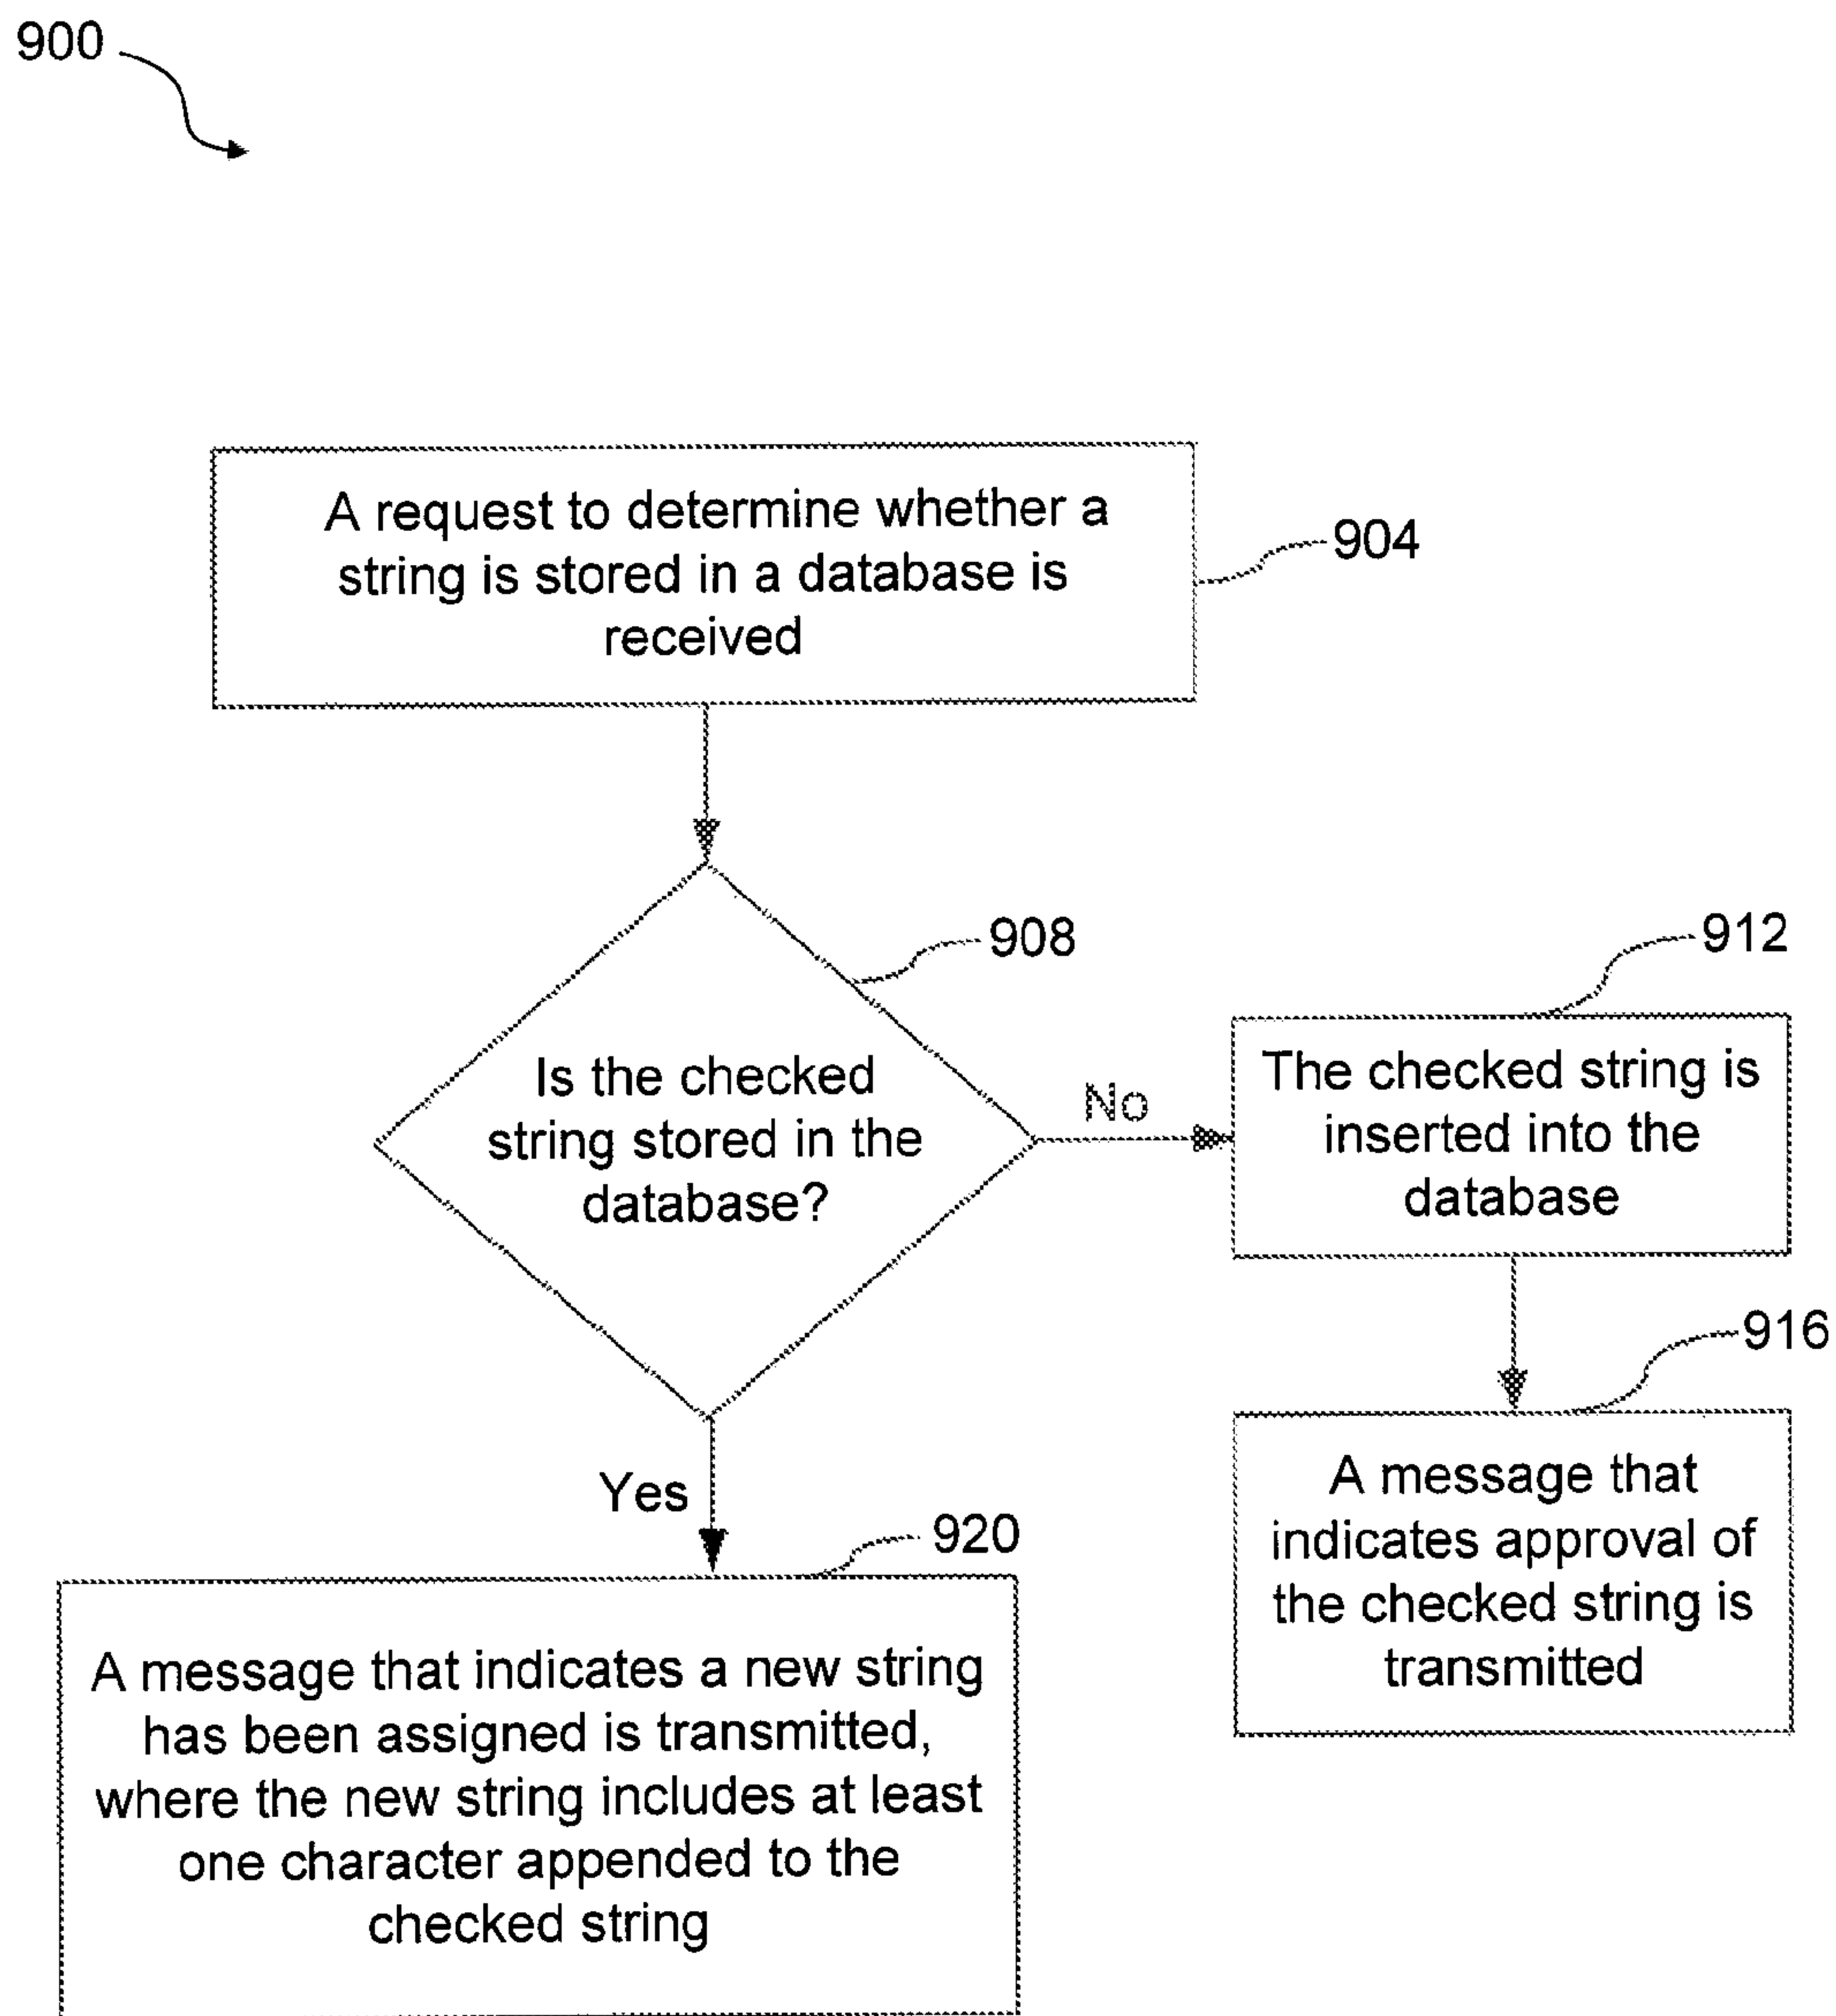 900
A request to determine whether a
string is stored in a database is
received
904
908
Is the checked
string stored in the
database?
No
912
The checked string is
inserted into the
database
916
A message that
indicates approval of
the checked string is
transmitted
Yes
920
A message that indicates a new string
has been assigned is transmitted,
where the new string includes at least
one character appended to the
checked string